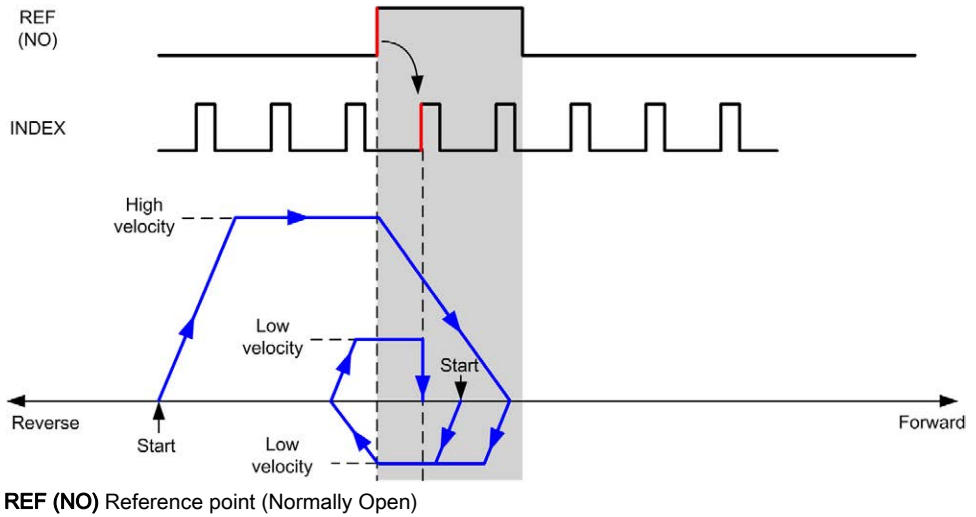 REF
(NO)
INDEX
High
velocity
Low
velocity
Start
Reverse
Forward
Start
Low
velocity
REF (NO) Reference point (Normally Open)